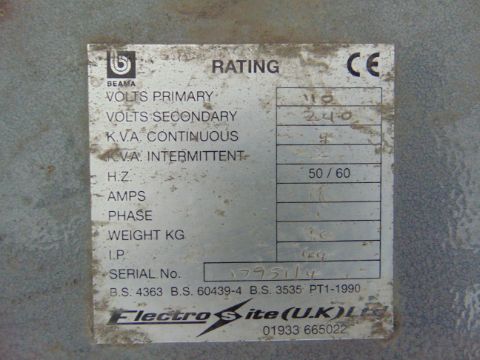 RATING CE
BEAMA
VOLTS PRIMARY 110
VOLTS SECONDARY 240
K.V.A. CONTINUOUS
K.V.A. INTERMITTENT
H.Z. 50/60
AMPS
PHASE
WEIGHT KG
I.P.
SERIAL No.
B.S. 4363 B.S. 60439-4 B.S. 3535 PT1-1990
Electro Site (U.K) Ltd
01933 665022